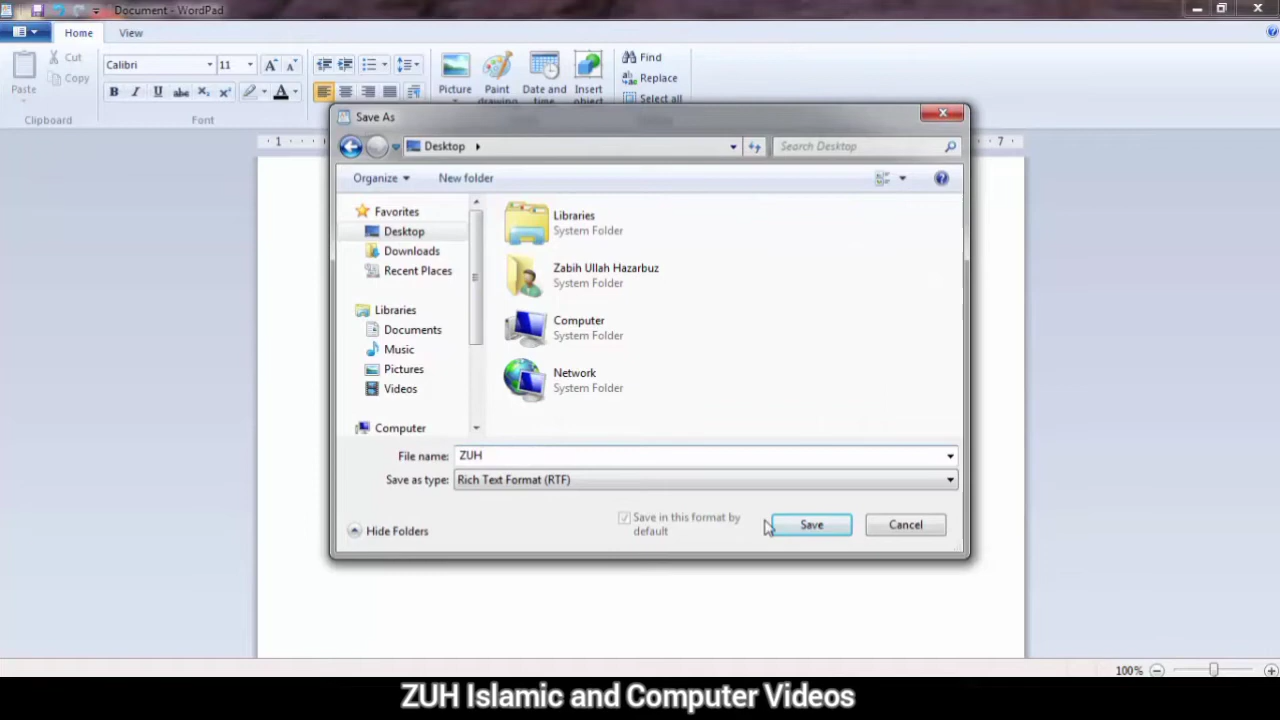 Document - WordPad
Home
View
Cut
Copy
Paste
Clipboard
Calibri
11
Font
Picture
Paint drawing
Date and time
Insert object
Find
Replace
Select all
1
7
Save As
Desktop
Search Desktop
Organize
New folder
Favorites
Desktop
Downloads
Recent Places
Libraries
Documents
Music
Pictures
Videos
Computer
Libraries
System Folder
Zabih Ullah Hazarbuz
System Folder
Computer
System Folder
Network
System Folder
File name: ZUH
Save as type: Rich Text Format (RTF)
Save in this format by
default
Hide Folders
Save
Cancel
100%
ZUH Islamic and Computer Videos